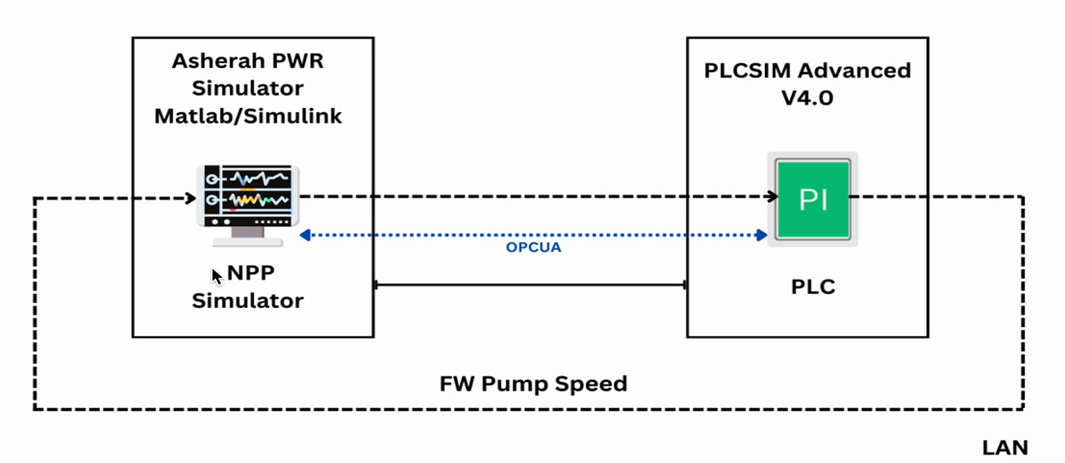 Asherah PWR
Simulator
Matlab/Simulink
PLCSIM Advanced
V4.0
PI
OPCUA
NPP
Simulator
PLC
FW Pump Speed
LAN